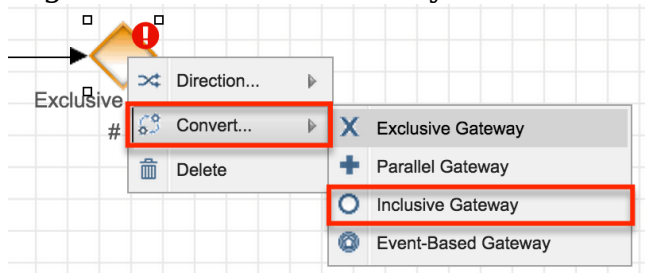 Direction...
Exclusive
#
Convert...
Delete
X Exclusive Gateway
Parallel Gateway
Inclusive Gateway
Event-Based Gateway